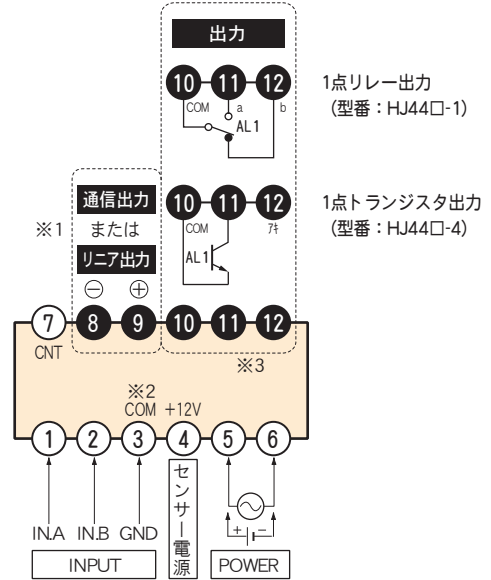 出力
10 11 12
COM a b
AL1
1点リレー出力
(型番：HJ44□-1)
通信出力
または
リニア出力
※1
⊖ ⊕
10 11 12
COM ｱｷ
AL1
1点トランジスタ出力
(型番：HJ44□-4)
7 8 9 10 11 12
CNT
※3
※2
COM +12V
1 2 3 4 5 6
IN.A IN.B GND
INPUT
センサー電源
+ −
POWER